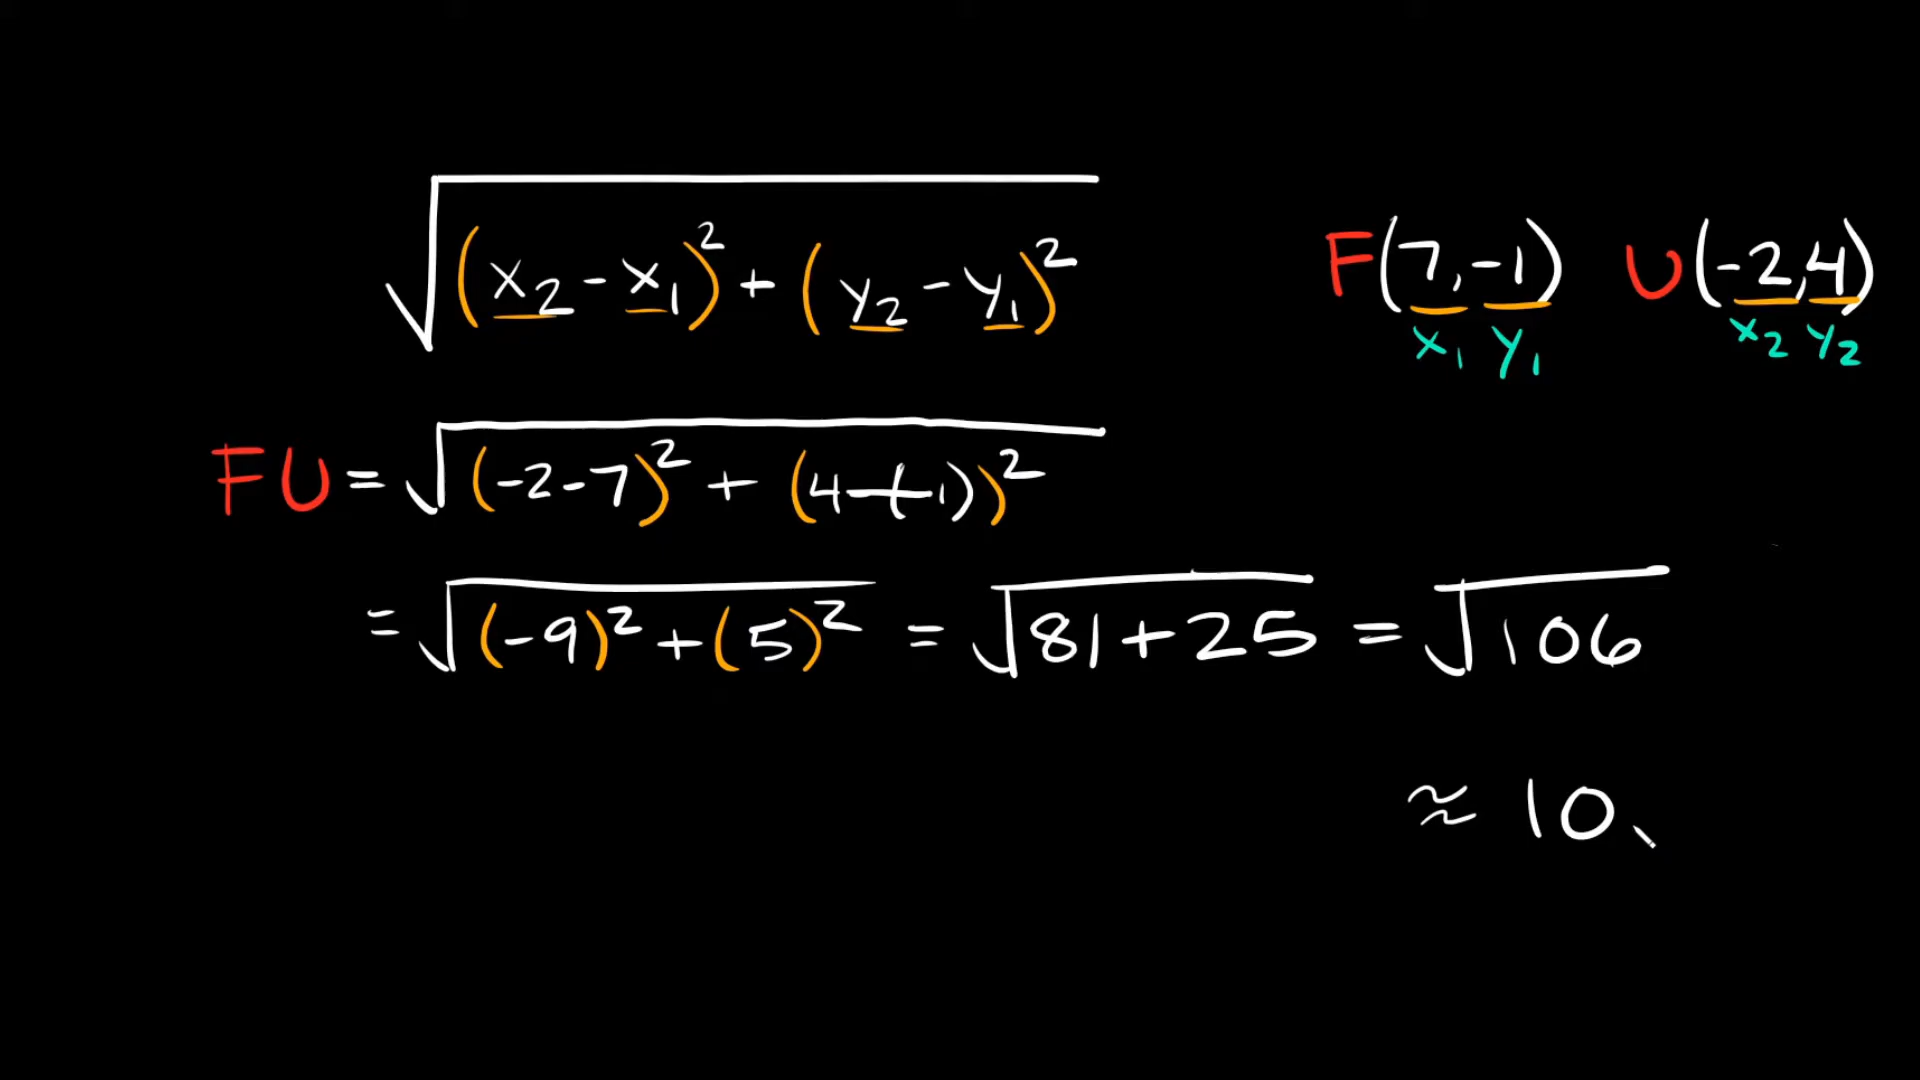 √((x₂ - x₁)² + (y₂ - y₁)²)
F(7, -1) U(-2, 4)
x₁ y₁ x₂ y₂
FU = √((-2 - 7)² + (4 - (-1))²)
= √((-9)² + (5)²) = √(81 + 25) = √106
≈ 10.